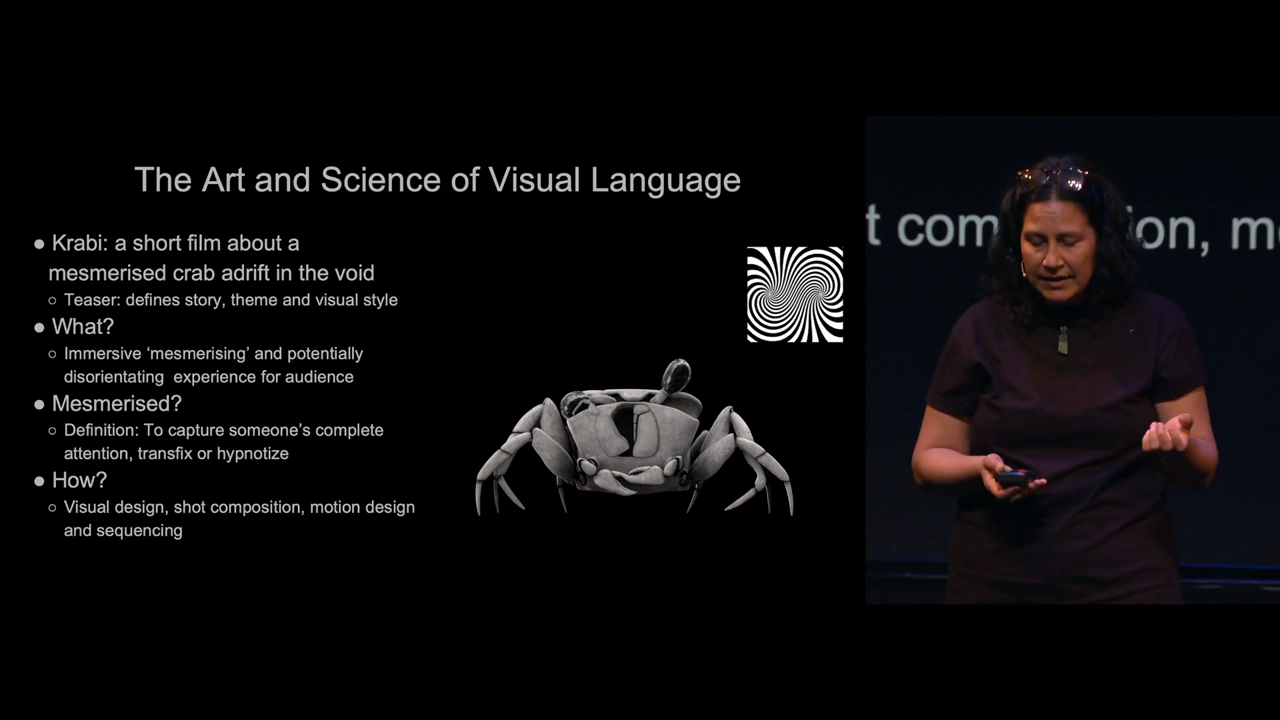 The Art and Science of Visual Language
● Krabi: a short film about a
mesmerised crab adrift in the void
○ Teaser: defines story, theme and visual style
● What?
○ Immersive ‘mesmerising’ and potentially
disorientating  experience for audience
● Mesmerised?
○ Definition: To capture someone’s complete
attention, transfix or hypnotize
● How?
○ Visual design, shot composition, motion design
and sequencing
t com
ion, m